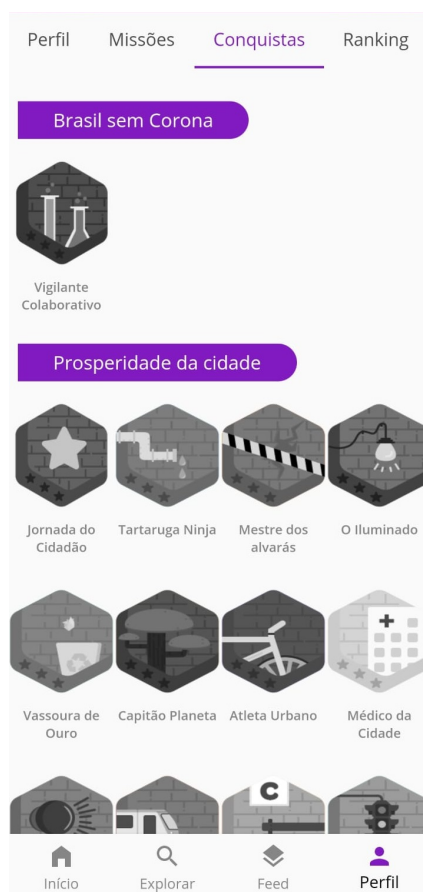 Perfil Missões Conquistas Ranking
Brasil sem Corona
Vigilante
Colaborativo
Prosperidade da cidade
Jornada do
Cidadão
Tartaruga Ninja
Mestre dos
alvarás
O Iluminado
Vassoura de
Ouro
Capitão Planeta
Atleta Urbano
Médico da
Cidade
C
Início Explorar Feed Perfil